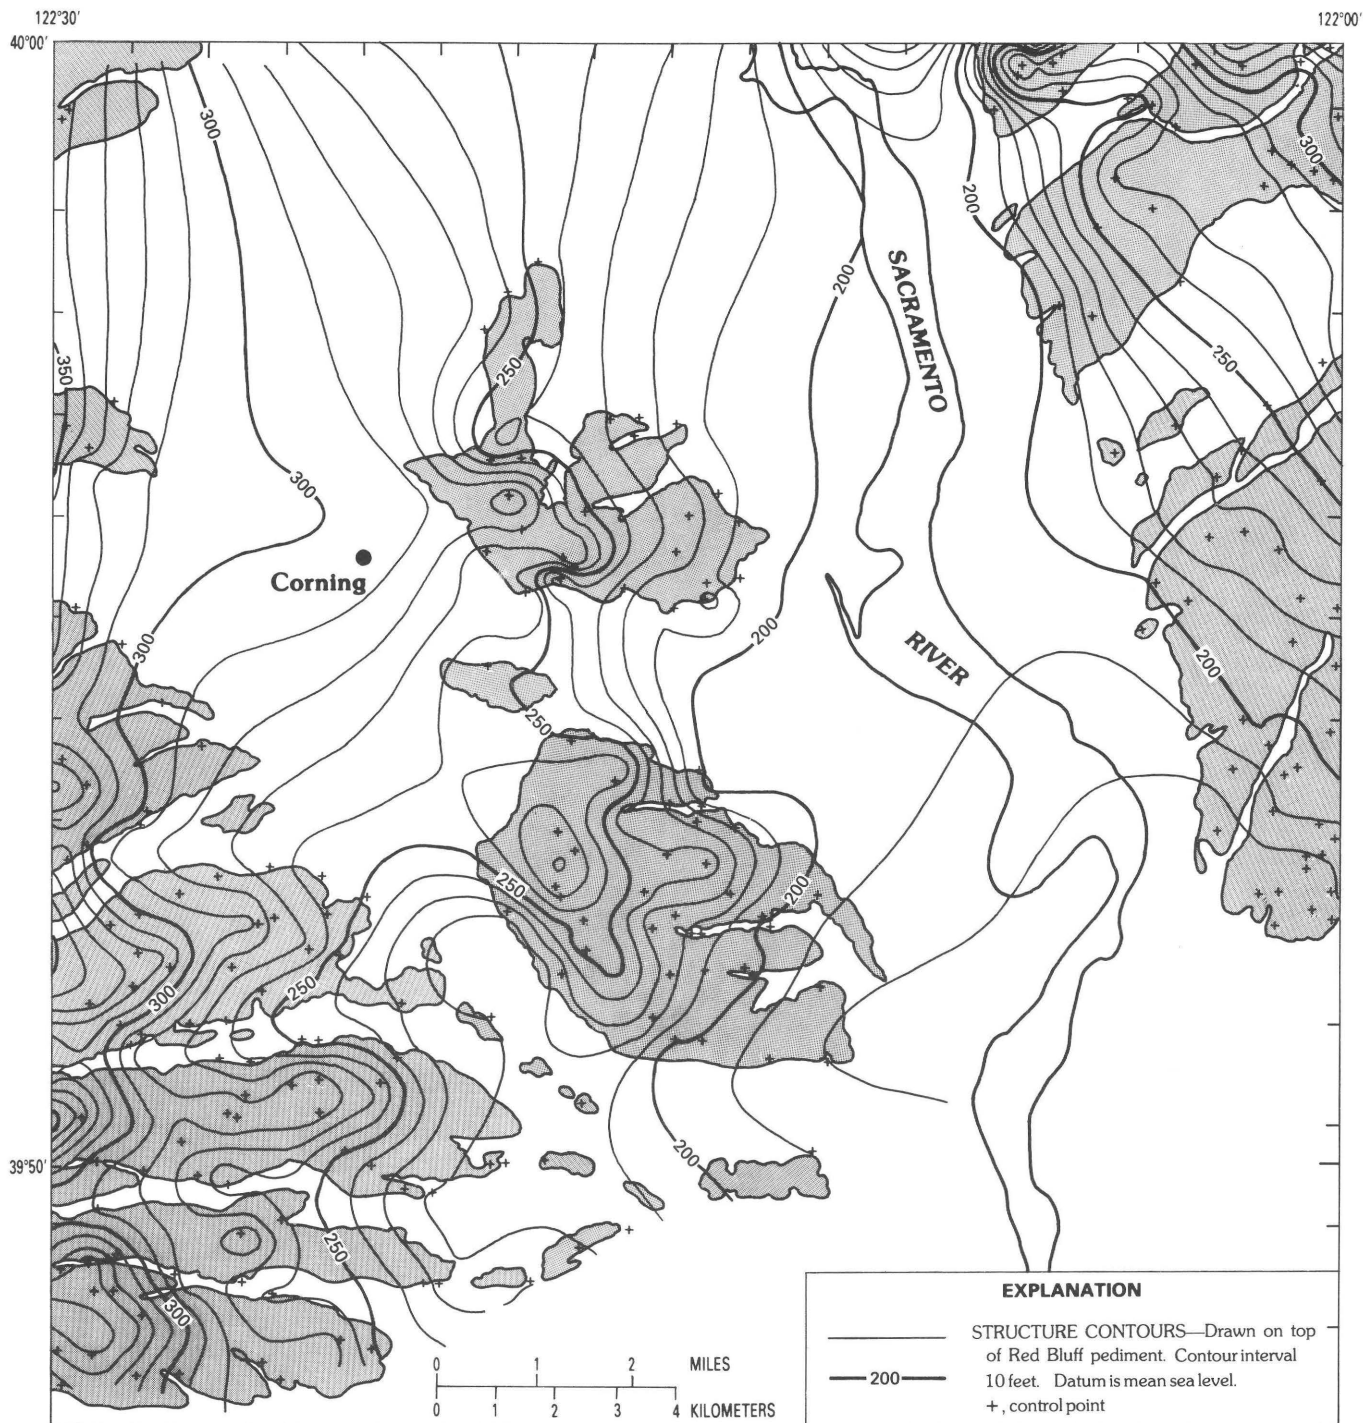 122°30'
122°00'
40°00'
300
300
200
200
SACRAMENTO
350
250
250
300
Corning
300
200
RIVER
200
250
250
200
300
250
39°50'
200
250
300
EXPLANATION
STRUCTURE CONTOURS—Drawn on top
of Red Bluff pediment. Contour interval
10 feet. Datum is mean sea level.
200
+, control point
0 1 2 MILES
0 1 2 3 4 KILOMETERS